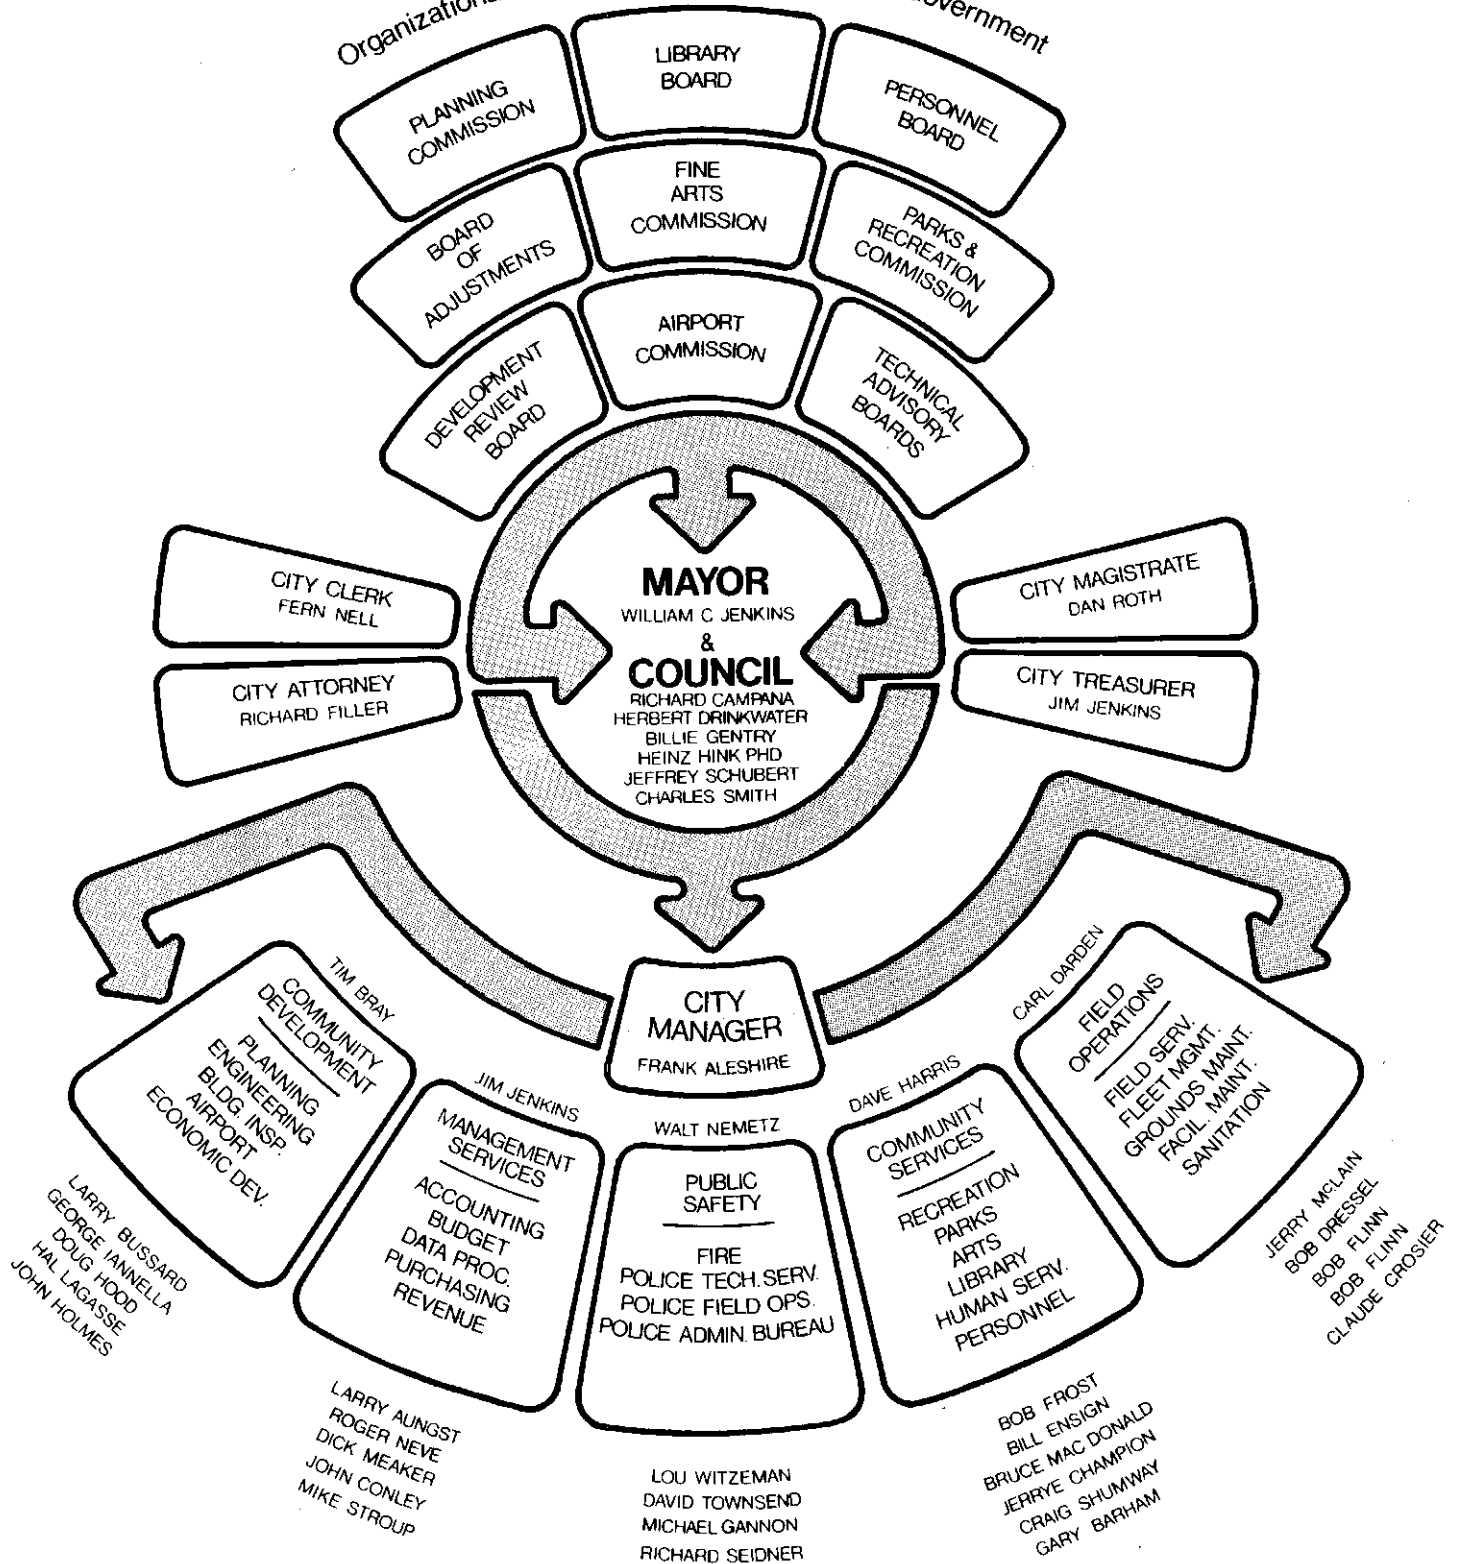 Organizations
Government
PLANNING
COMMISSION
LIBRARY
BOARD
PERSONNEL
BOARD
BOARD
OF
ADJUSTMENTS
FINE
ARTS
COMMISSION
PARKS &
RECREATION
COMMISSION
DEVELOPMENT
REVIEW
BOARD
AIRPORT
COMMISSION
TECHNICAL
ADVISORY
BOARDS
CITY CLERK
FERN NELL
CITY ATTORNEY
RICHARD FILLER
MAYOR
WILLIAM C JENKINS
&
COUNCIL
RICHARD CAMPANA
HERBERT DRINKWATER
BILLIE GENTRY
HEINZ HINK PHD
JEFFREY SCHUBERT
CHARLES SMITH
CITY MAGISTRATE
DAN ROTH
CITY TREASURER
JIM JENKINS
CITY
MANAGER
FRANK ALESHIRE
TIM BRAY
COMMUNITY
DEVELOPMENT
PLANNING
ENGINEERING
BLDG. INSP.
AIRPORT
ECONOMIC DEV.
LARRY BUSSARD
GEORGE IANNELLA
DOUG HOOD
HAL LAGASSE
JOHN HOLMES
JIM JENKINS
MANAGEMENT
SERVICES
ACCOUNTING
BUDGET
DATA PROC.
PURCHASING
REVENUE
LARRY AUNGST
ROGER NEVE
DICK MEAKER
JOHN CONLEY
MIKE STROUP
WALT NEMETZ
PUBLIC
SAFETY
FIRE
POLICE TECH. SERV.
POLICE FIELD OPS.
POLICE ADMIN. BUREAU
LOU WITZEMAN
DAVID TOWNSEND
MICHAEL GANNON
RICHARD SEIDNER
DAVE HARRIS
COMMUNITY
SERVICES
RECREATION
PARKS
ARTS
LIBRARY
HUMAN SERV.
PERSONNEL
BOB FROST
BILL ENSIGN
BRUCE MAC DONALD
JERRYE CHAMPION
CRAIG SHUMWAY
GARY BARHAM
CARL DARDEN
FIELD
OPERATIONS
FIELD SERV.
FLEET MGMT.
GROUNDS MAINT.
FACIL. MAINT.
SANITATION
JERRY McLAIN
BOB DRESSEL
BOB FLINN
BOB FLINN
CLAUDE CROSIER